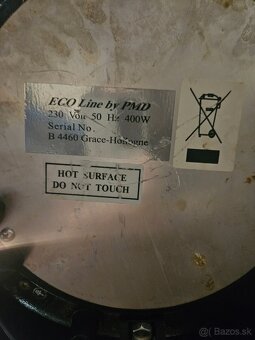 ECO Line by PMD
230 Volt 50 Hz 400W
Serial No.
B 4460 Grace-Hollogne
HOT SURFACE
DO NOT TOUCH
© Bazos.sk